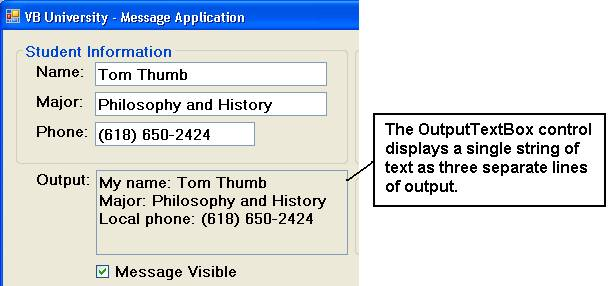 VB University - Message Application
Student Information
Name: Tom Thumb
Major: Philosophy and History
Phone: (618) 650-2424
Output: My name: Tom Thumb
Major: Philosophy and History
Local phone: (618) 650-2424
Message Visible
The OutputTextBox control
displays a single string of
text as three separate lines
of output.